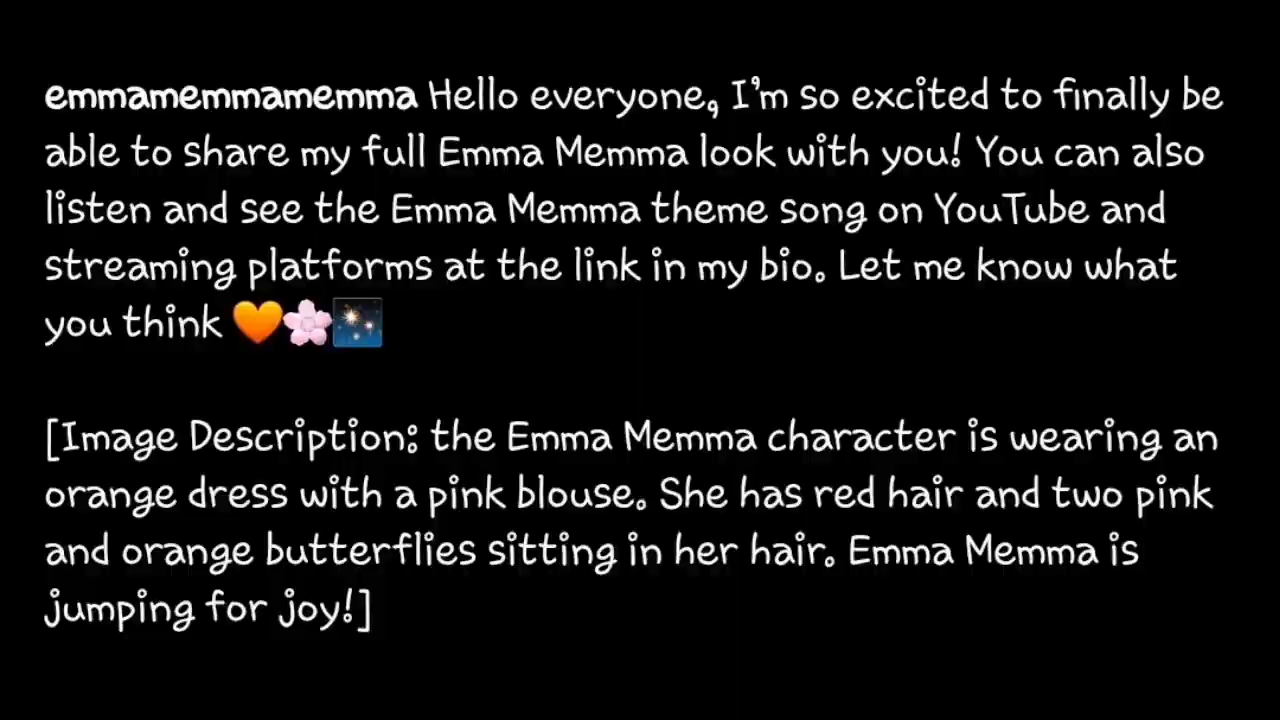 emmamemmamemma Hello everyone, I'm so excited to finally be
able to share my full Emma Memma look with you! You can also
listen and see the Emma Memma theme song on YouTube and
streaming platforms at the link in my bio. Let me know what
you think 🧡🌸🎇
[Image Description: the Emma Memma character is wearing an
orange dress with a pink blouse. She has red hair and two pink
and orange butterflies sitting in her hair. Emma Memma is
jumping for joy!]